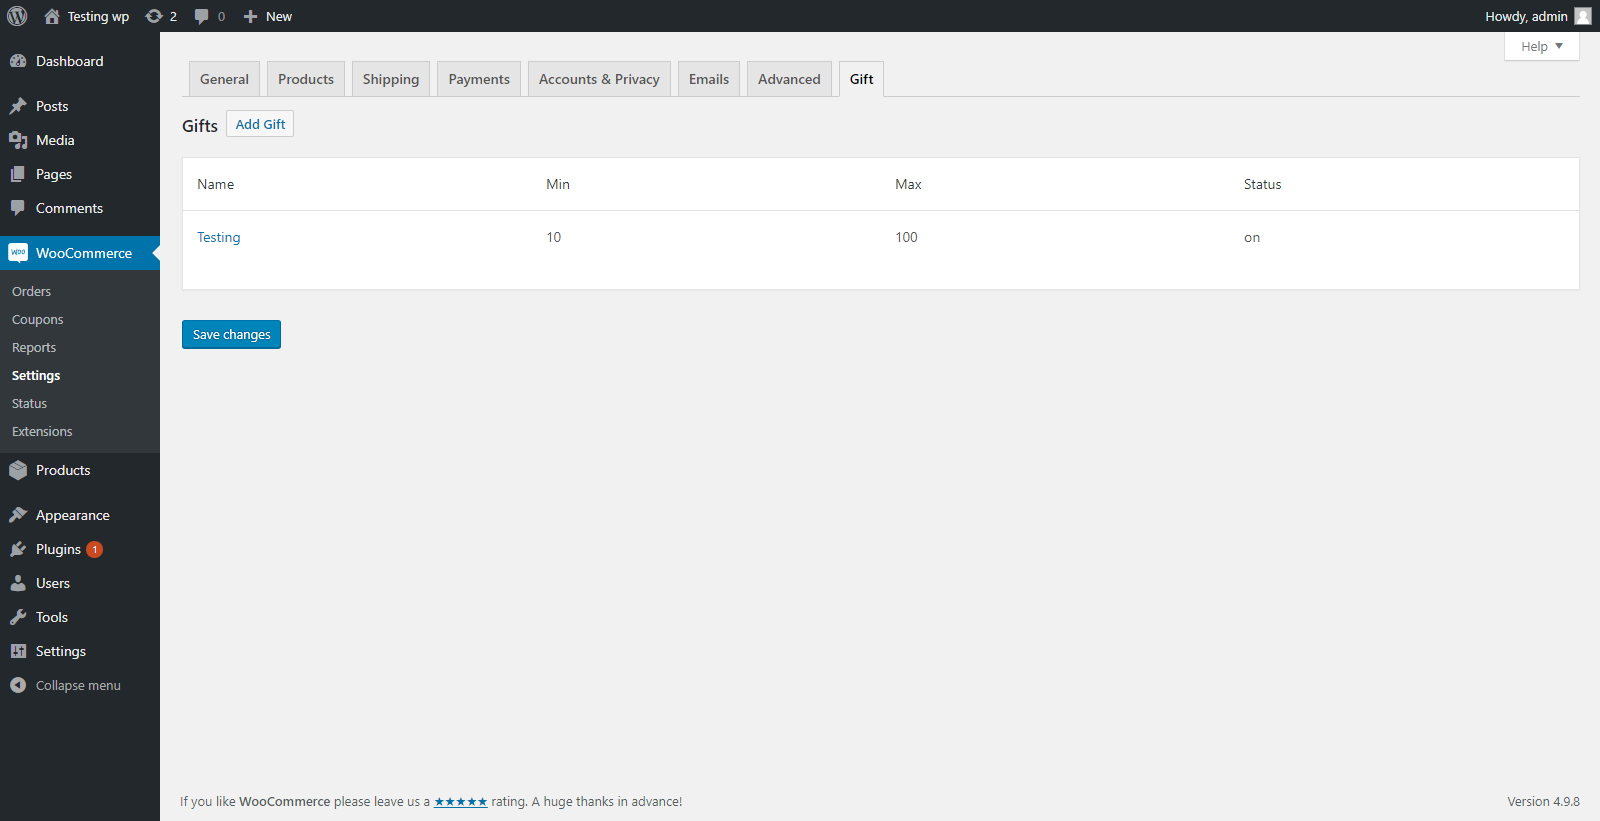 Testing wp 2 0 New Howdy, admin
Help
Dashboard
Posts
Media
Pages
Comments
WooCommerce
Woo
Orders
Coupons
Reports
Settings
Status
Extensions
Products
Appearance
Plugins 1
Users
Tools
Settings
Collapse menu
General Products Shipping Payments Accounts & Privacy Emails Advanced Gift
Gifts Add Gift
Name Min Max Status
Testing 10 100 on
Save changes
If you like WooCommerce please leave us a ★★★★★ rating. A huge thanks in advance! Version 4.9.8